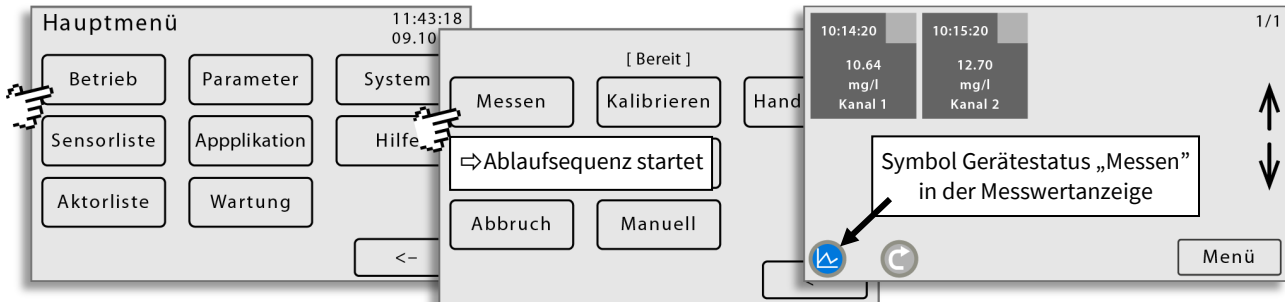 Hauptmenü
11:43:18
09.10
Betrieb
Parameter
System
Sensorliste
Appplikation
Hilfe
Aktorliste
Wartung
<–
[ Bereit ]
Messen
Kalibrieren
Hand
⇨Ablaufsequenz startet
Abbruch
Manuell
1/1
10:14:20
10.64
mg/l
Kanal 1
10:15:20
12.70
mg/l
Kanal 2
Symbol Gerätestatus „Messen”
in der Messwertanzeige
Menü